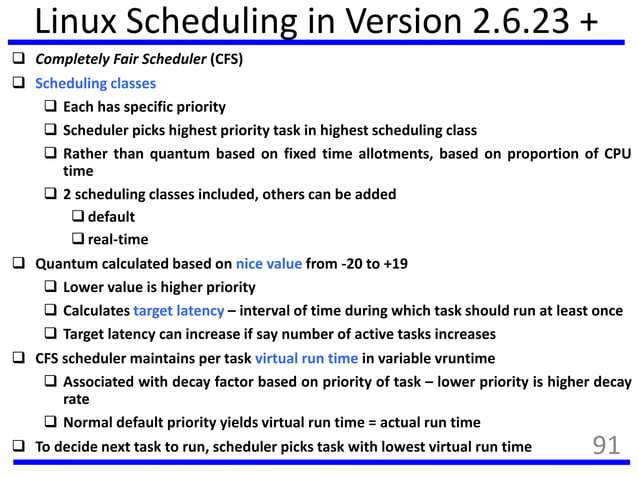 Linux Scheduling in Version 2.6.23 +
❑ Completely Fair Scheduler (CFS)
❑ Scheduling classes
❑ Each has specific priority
❑ Scheduler picks highest priority task in highest scheduling class
❑ Rather than quantum based on fixed time allotments, based on proportion of CPU
time
❑ 2 scheduling classes included, others can be added
❑ default
❑ real-time
❑ Quantum calculated based on nice value from -20 to +19
❑ Lower value is higher priority
❑ Calculates target latency – interval of time during which task should run at least once
❑ Target latency can increase if say number of active tasks increases
❑ CFS scheduler maintains per task virtual run time in variable vruntime
❑ Associated with decay factor based on priority of task – lower priority is higher decay
rate
❑ Normal default priority yields virtual run time = actual run time
❑ To decide next task to run, scheduler picks task with lowest virtual run time
91